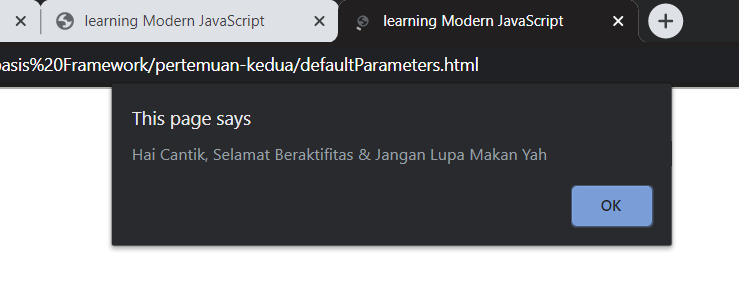 learning Modern JavaScript
learning Modern JavaScript
basis%20Framework/pertemuan-kedua/defaultParameters.html
This page says
Hai Cantik, Selamat Beraktifitas & Jangan Lupa Makan Yah
OK